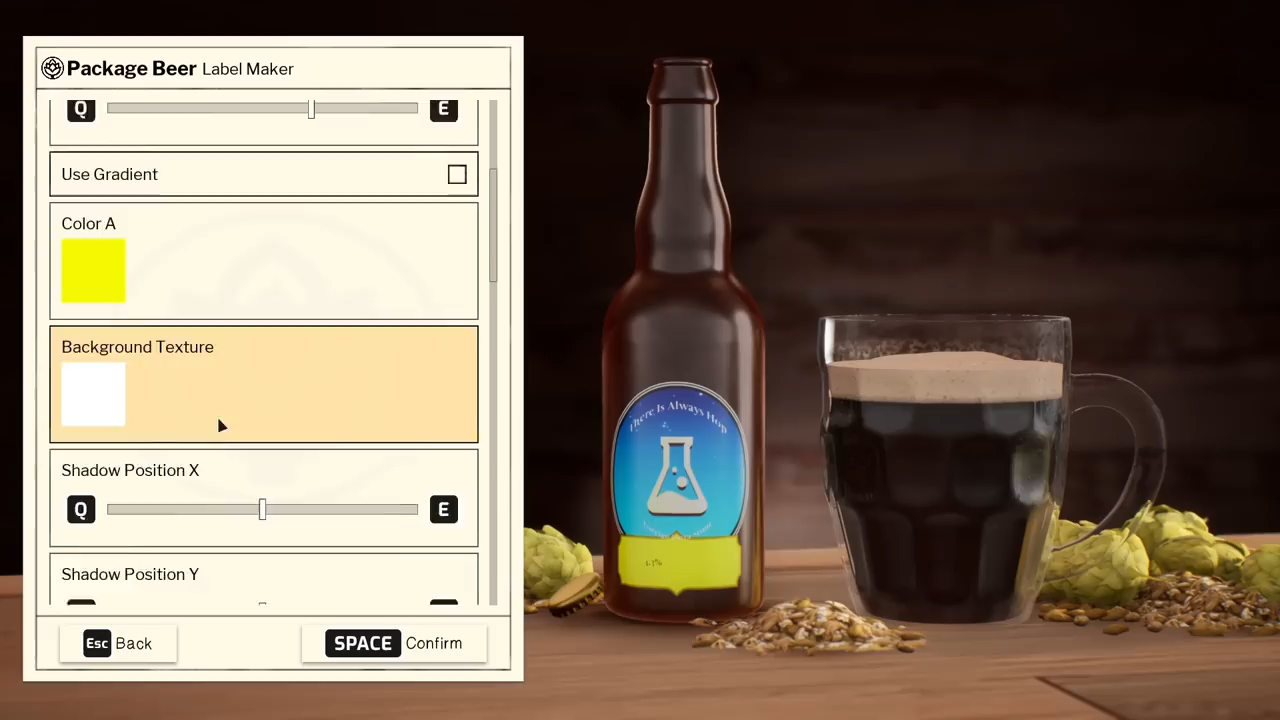 Package Beer Label Maker
Q E
Use Gradient
Color A
Background Texture
Shadow Position X
Q E
Shadow Position Y
Esc Back
SPACE Confirm
There Is Always Hop